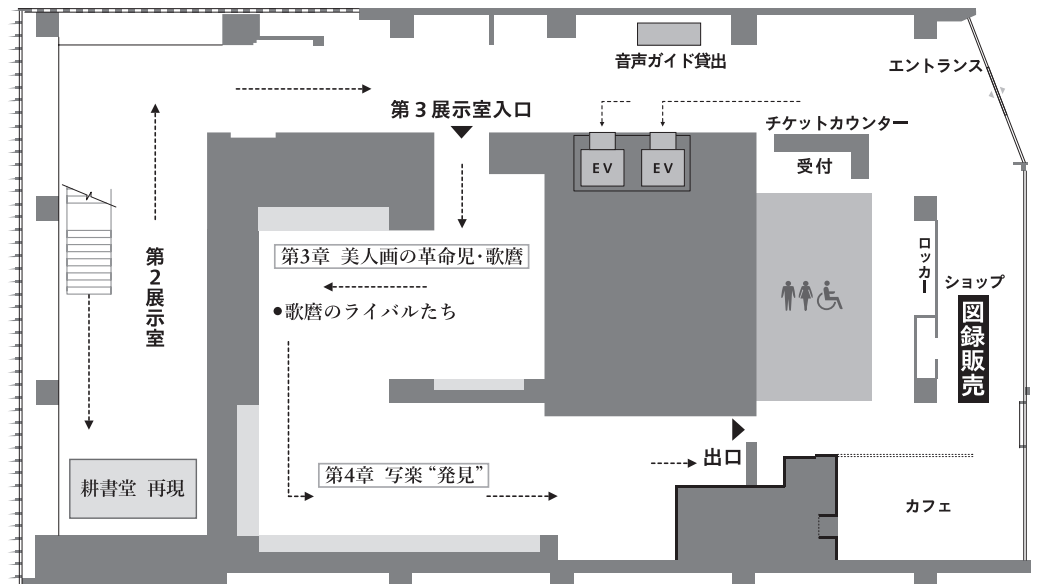 音声ガイド貸出
エントランス
第3展示室入口
チケットカウンター
EV
EV
受付
第2展示室
第3章 美人画の革命児・歌麿
●歌麿のライバルたち
ロッカー
ショップ
図録販売
出口
第4章 写楽“発見”
耕書堂 再現
カフェ